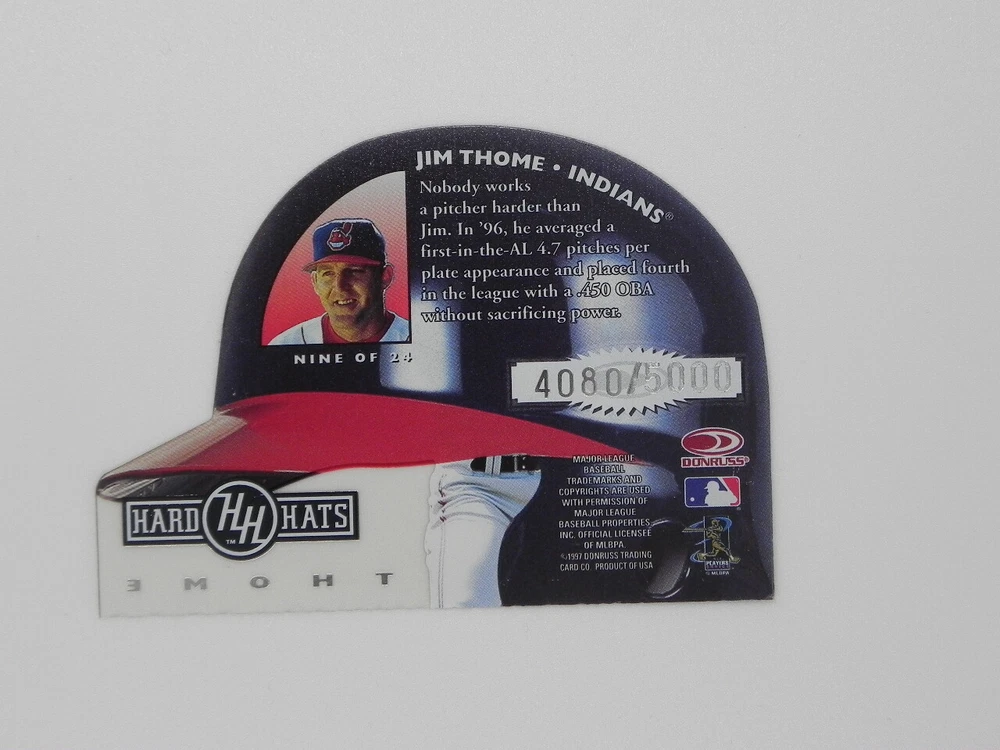 JIM THOME • INDIANS®
Nobody works
a pitcher harder than
Jim. In '96, he averaged a
first-in-the-AL 4.7 pitches per
plate appearance and placed fourth
in the league with a .450 OBA
without sacrificing power.
NINE OF 24
4080/5000
DONRUSS®
MAJOR LEAGUE
BASEBALL
TRADEMARKS AND
COPYRIGHTS ARE USED
WITH PERMISSION OF
MAJOR LEAGUE
BASEBALL PROPERTIES,
INC. OFFICIAL LICENSEE
OF MLBPA.
©1997 DONRUSS TRADING
CARD CO. PRODUCT OF USA
PLAYERS
© MLBPA
HARD HH HATS
TM
THOME